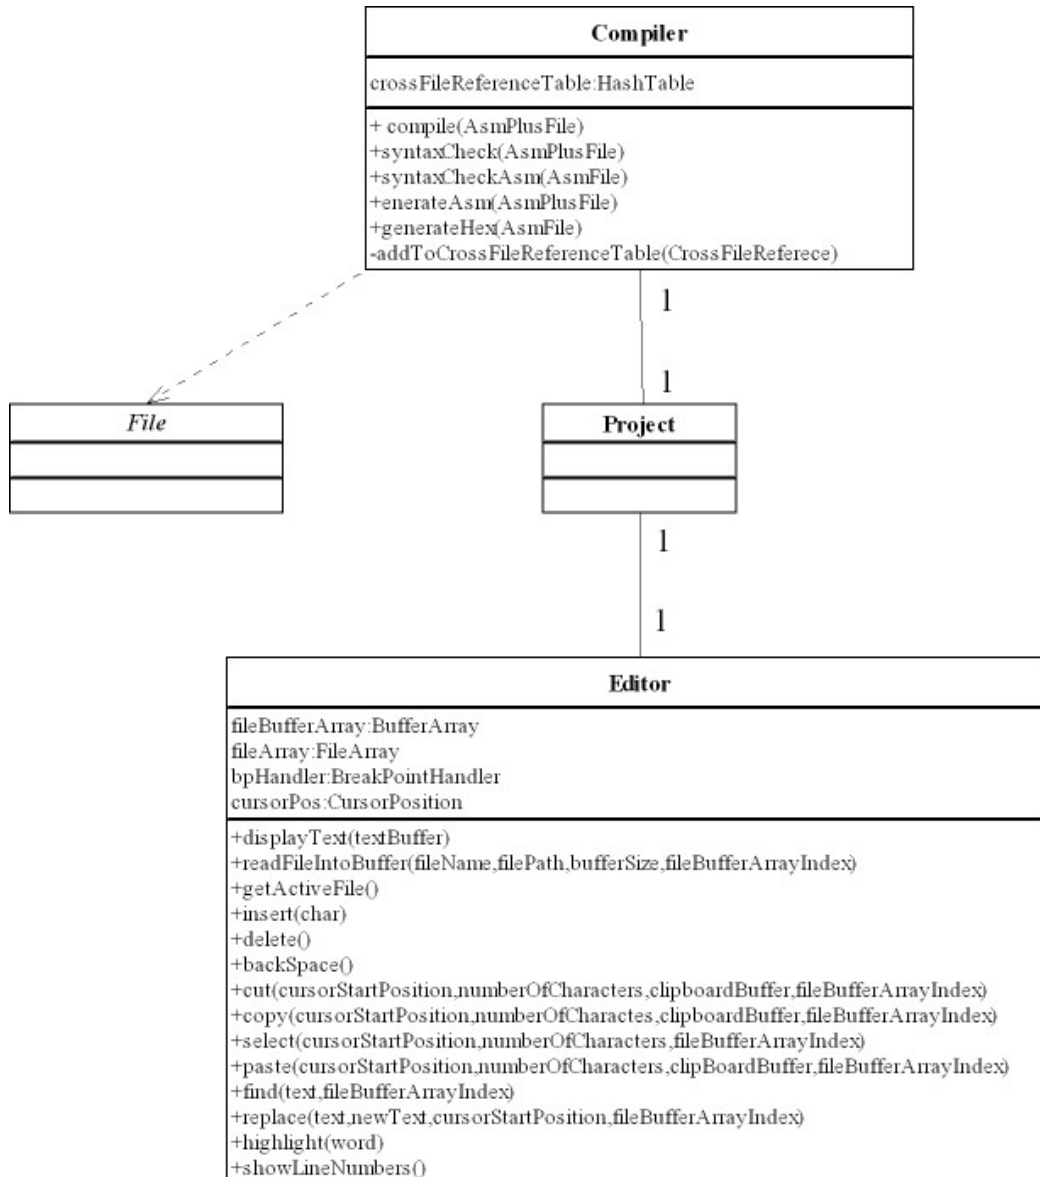 Compiler
crossFileReferenceTable:HashTable
+ compile(AsmPlusFile)
+syntaxCheck(AsmPlusFile)
+syntaxCheckAsm(AsmFile)
+enerateAsm(AsmPlusFile)
+generateHex(AsmFile)
-addToCrossFileReferenceTable(CrossFileReferece)
1
1
File
Project
1
1
Editor
fileBufferArray:BufferArray
fileArray:FileArray
bpHandler:BreakPointHandler
cursorPos:CursorPosition
+displayText(textBuffer)
+readFileIntoBuffer(fileName,filePath,bufferSize,fileBufferArrayIndex)
+getActiveFile()
+insert(char)
+delete()
+backSpace()
+cut(cursorStartPosition,numberOfCharacters,clipboardBuffer,fileBufferArrayIndex)
+copy(cursorStartPosition,numberOfCharactes,clipboardBuffer,fileBufferArrayIndex)
+select(cursorStartPosition,numberOfCharacters,fileBufferArrayIndex)
+paste(cursorStartPosition,numberOfCharacters,clipBoardBuffer,fileBufferArrayIndex)
+find(text,fileBufferArrayIndex)
+replace(text,newText,cursorStartPosition,fileBufferArrayIndex)
+highlight(word)
+showLineNumbers()